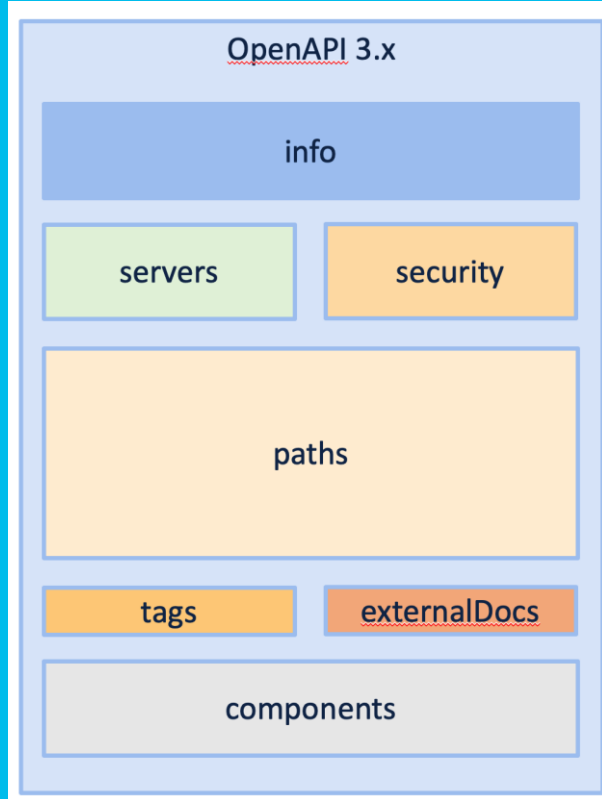 OpenAPI 3.x
info
servers
security
paths
tags
externalDocs
components